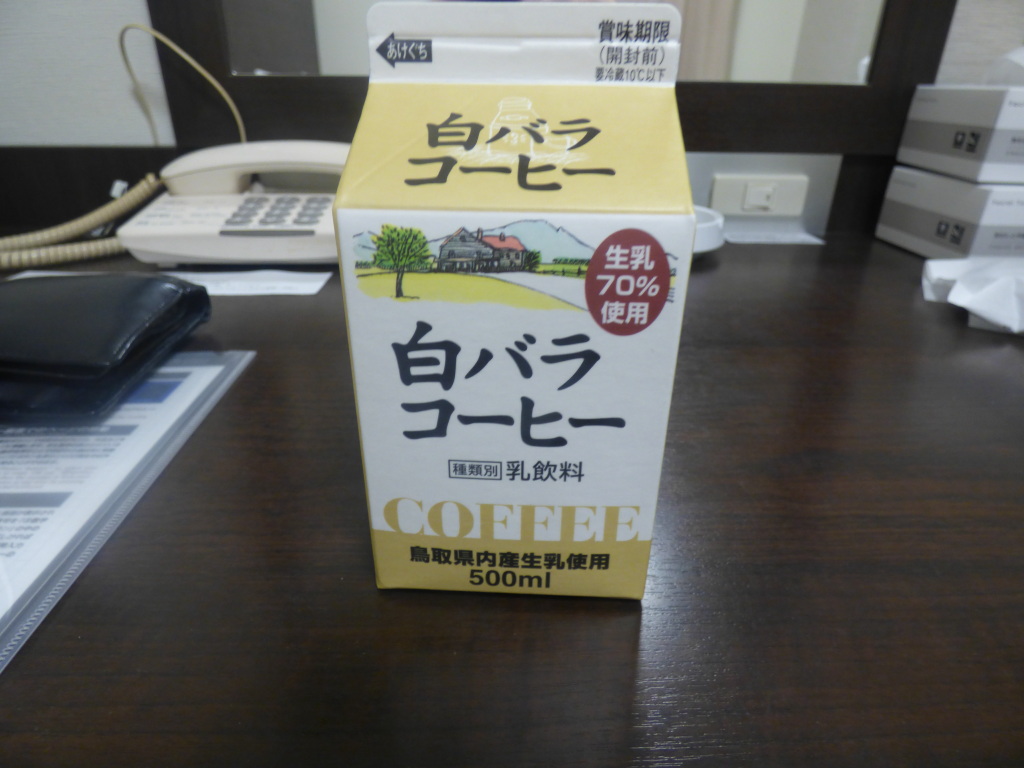 あけぐち
賞味期限
(開封前)
要冷蔵10℃以下
白バラ
コーヒー
生乳
70%
使用
白バラ
コーヒー
種類別 乳飲料
COFFEE
鳥取県内産生乳使用
500ml